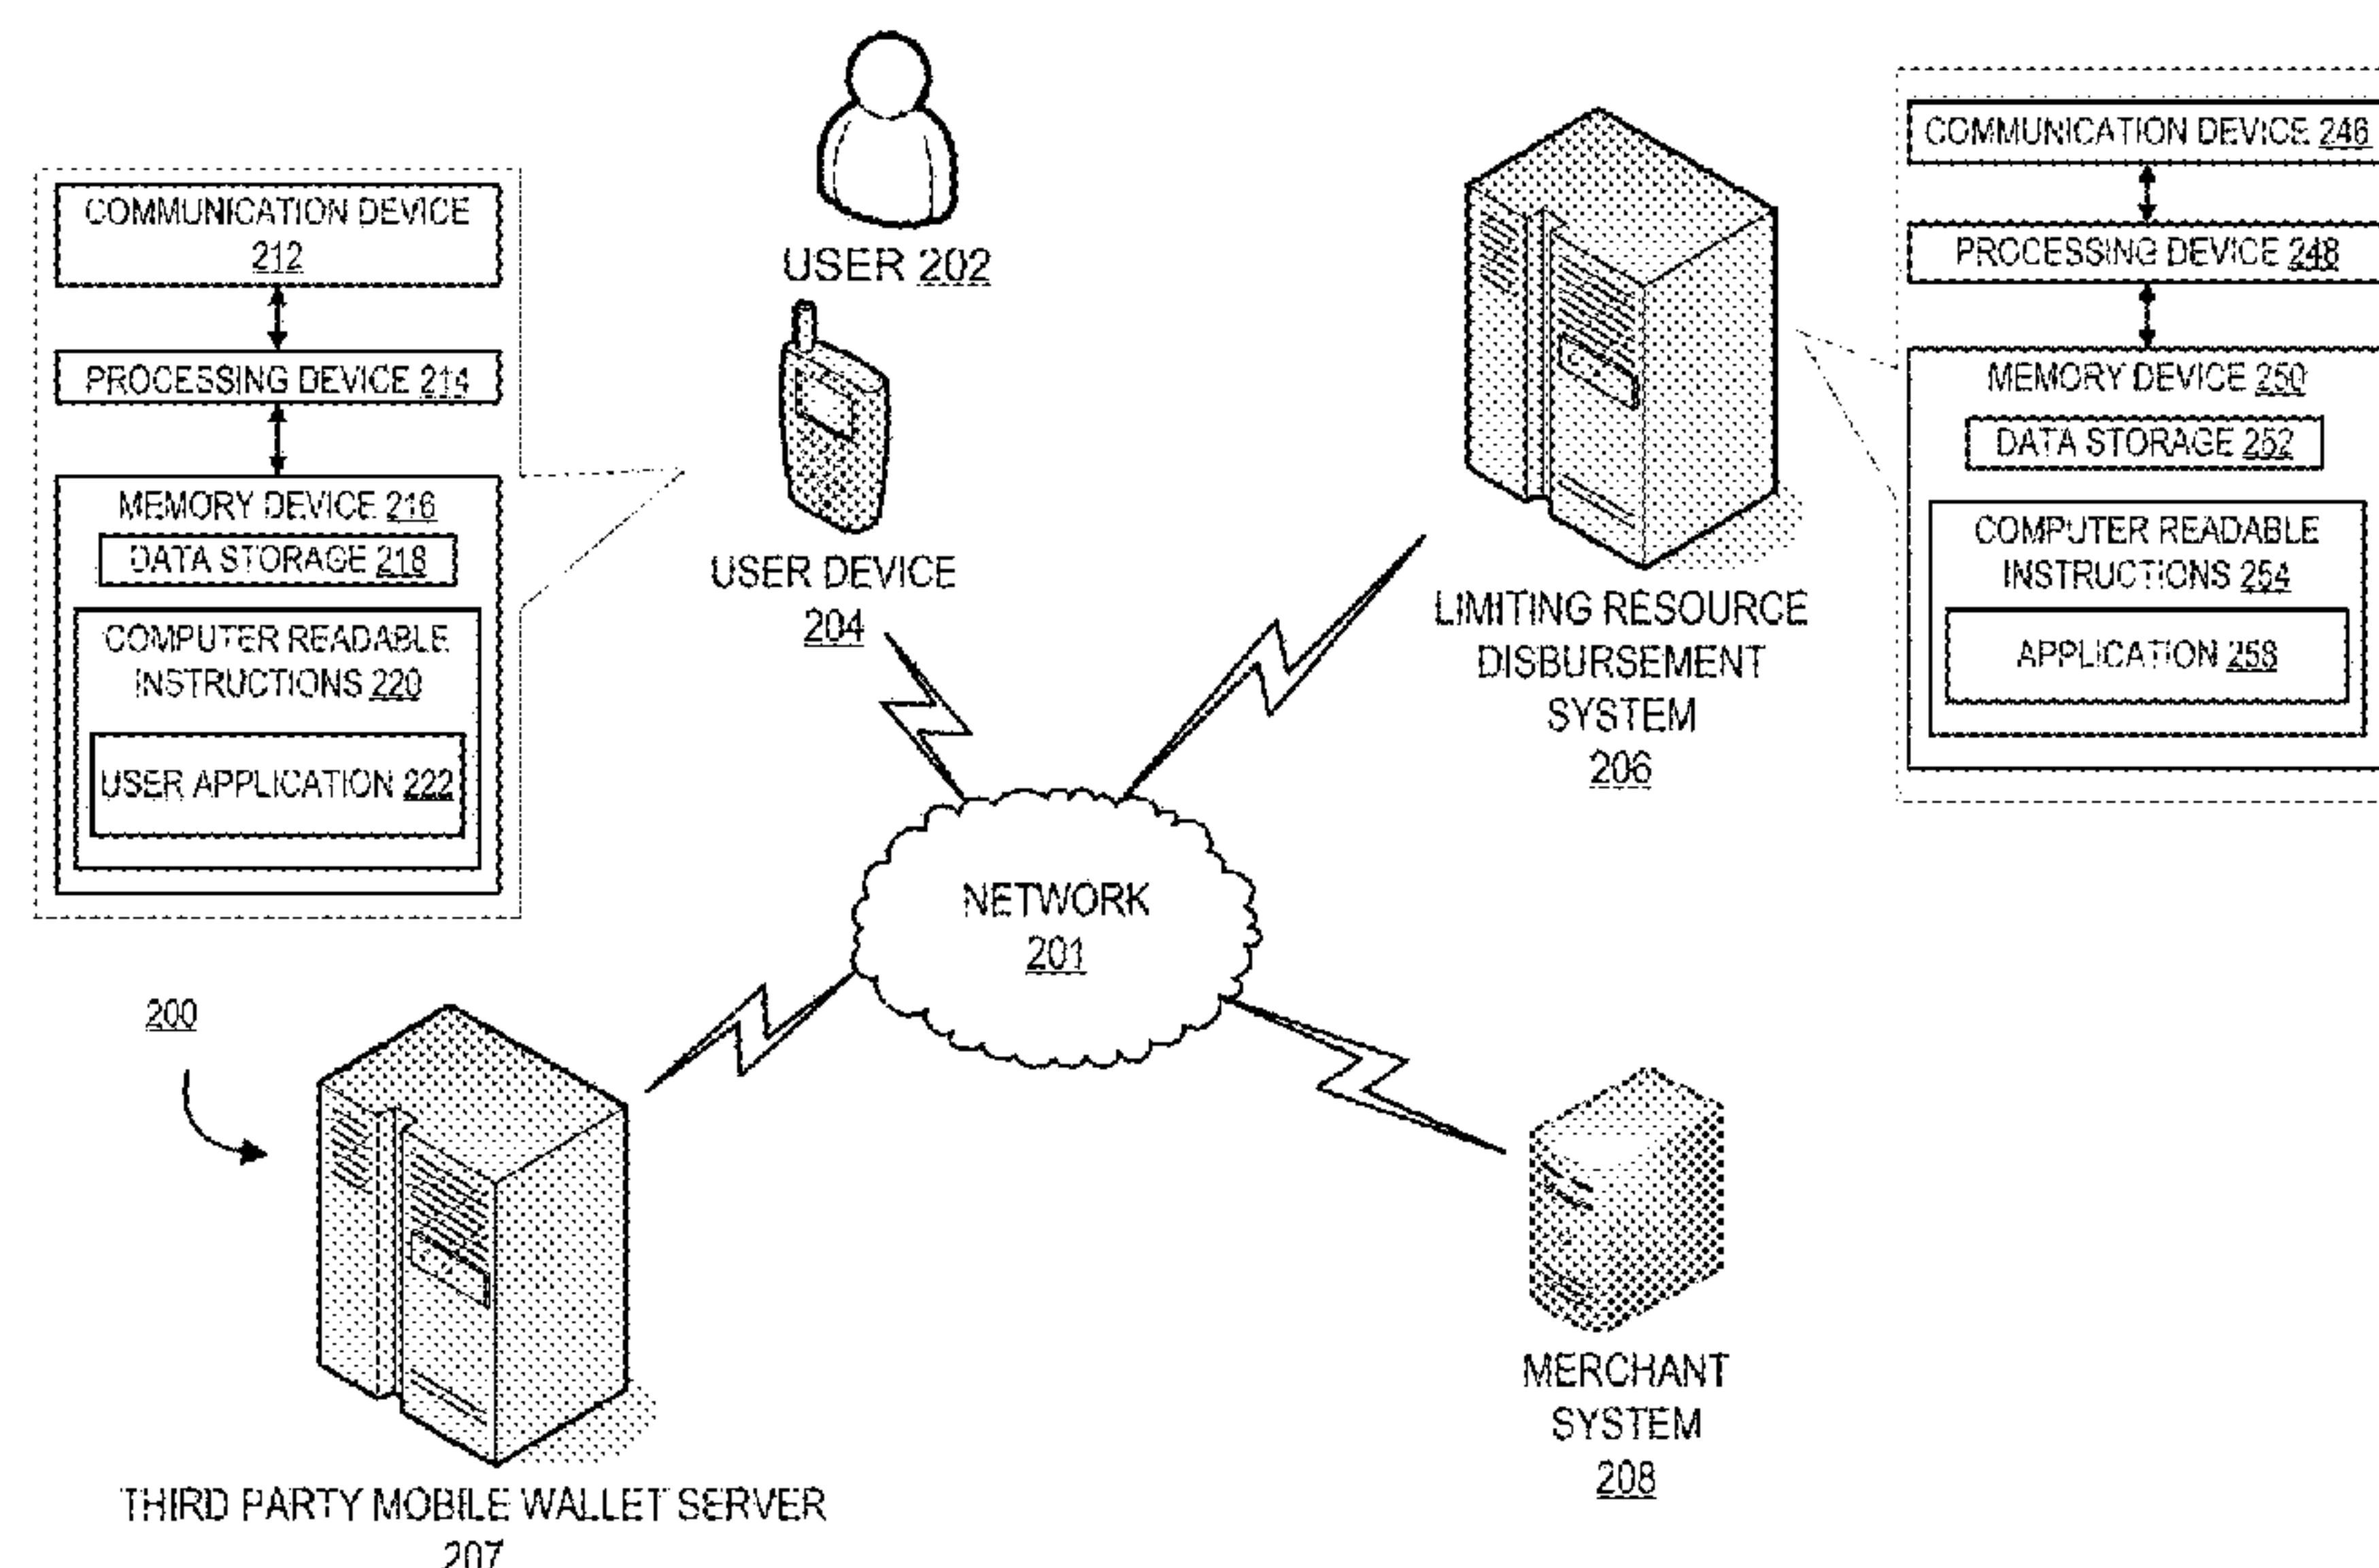 USER 202
COMMUNICATION DEVICE
212
PROCESSING DEVICE 214
MEMORY DEVICE 216
DATA STORAGE 218
COMPUTER READABLE
INSTRUCTIONS 220
USER APPLICATION 222
USER DEVICE
204
LIMITING RESOURCE
DISBURSEMENT
SYSTEM
206
COMMUNICATION DEVICE 246
PROCESSING DEVICE 248
MEMORY DEVICE 250
DATA STORAGE 252
COMPUTER READABLE
INSTRUCTIONS 254
APPLICATION 258
NETWORK
201
200
THIRD PARTY MOBILE WALLET SERVER
207
MERCHANT
SYSTEM
208